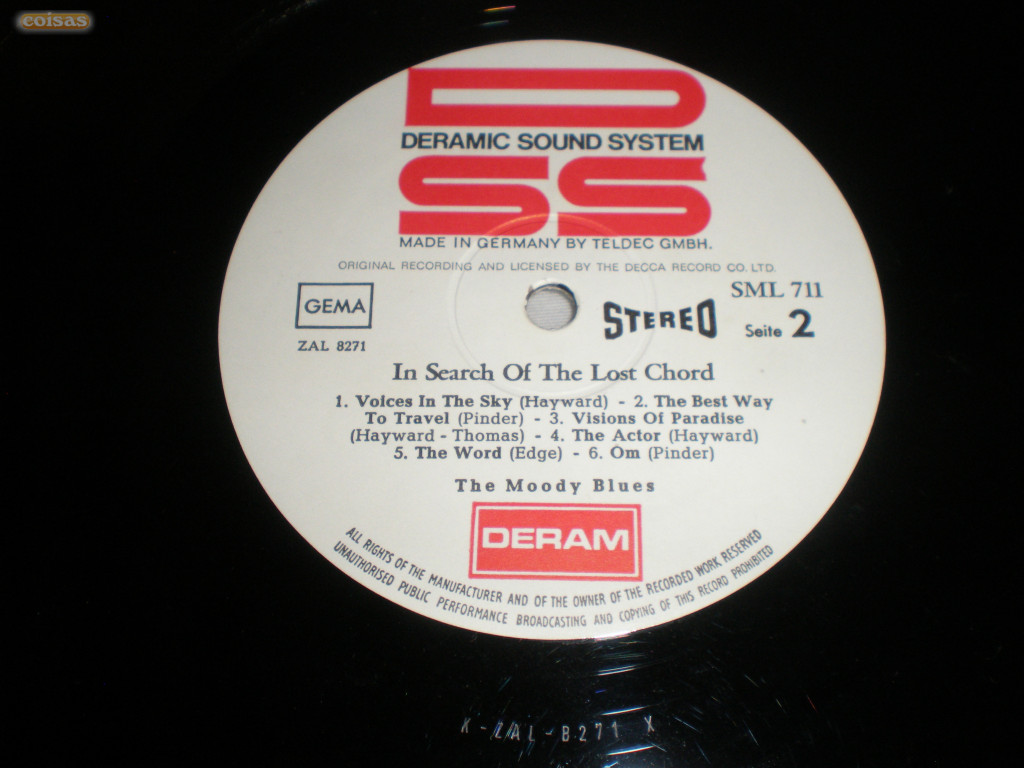 coisas
DERAMIC SOUND SYSTEM
DSS
MADE IN GERMANY BY TELDEC GMBH.
ORIGINAL RECORDING AND LICENSED BY THE DECCA RECORD CO. LTD.
GEMA
ZAL 8271
STEREO
SML 711
Seite 2
In Search Of The Lost Chord
1. Voices In The Sky (Hayward) - 2. The Best Way
To Travel (Pinder) - 3. Visions Of Paradise
(Hayward - Thomas) - 4. The Actor (Hayward)
5. The Word (Edge) - 6. Om (Pinder)
The Moody Blues
DERAM
ALL RIGHTS OF THE MANUFACTURER AND OF THE OWNER OF THE RECORDED WORK RESERVED
UNAUTHORISED PUBLIC PERFORMANCE BROADCASTING AND COPYING OF THIS RECORD PROHIBITED
K-ZAL-8271 X